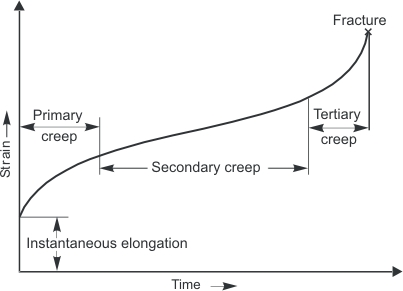 Fracture
Primary
creep
Tertiary
creep
Secondary creep
Strain
Instantaneous elongation
Time